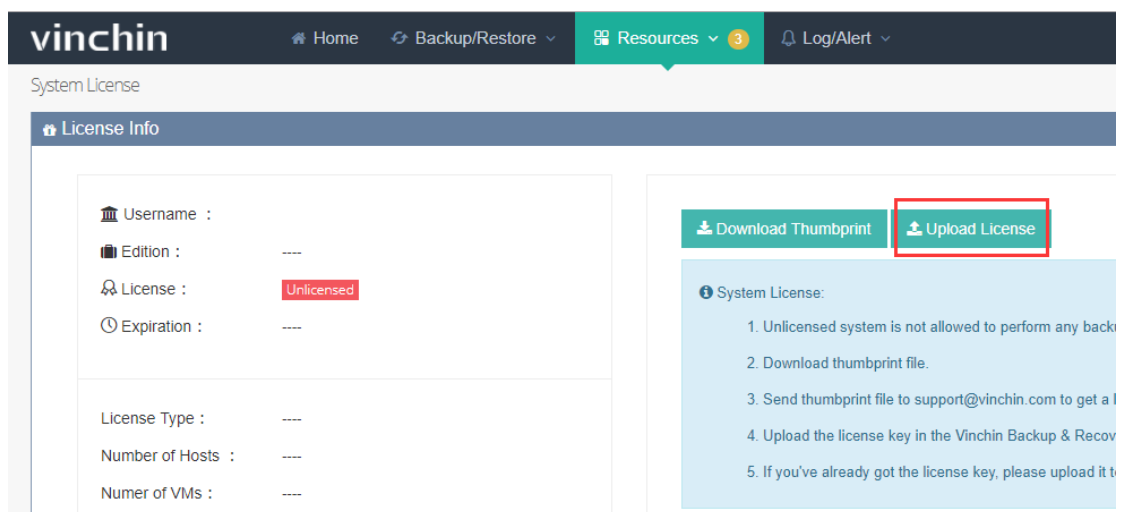 vinchin Home Backup/Restore Resources 3 Log/Alert
System License
License Info
Username :
Edition : ----
License : Unlicensed
Expiration : ----
License Type : ----
Number of Hosts : ----
Numer of VMs : ----
Download Thumbprint Upload License
System License:
1. Unlicensed system is not allowed to perform any
2. Download thumbprint file.
3. Send thumbprint file to support@vinchin.com to get a
4. Upload the license key in the Vinchin Backup &
5. If you've already got the license key, please upload it